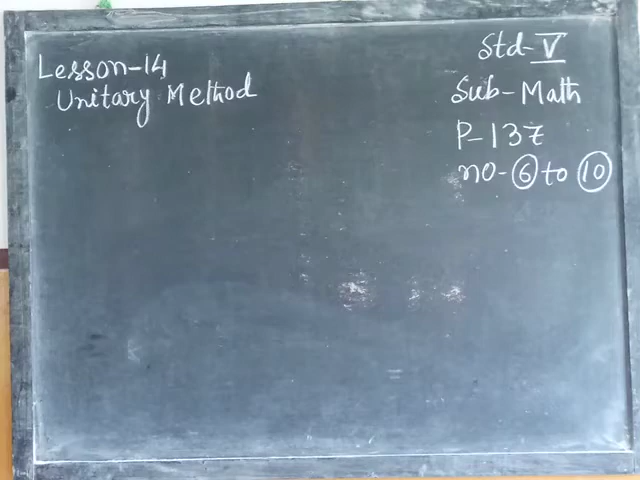 Lesson-14
Unitary Method
Std-V
Sub-Math
P-137
no-6 to 10